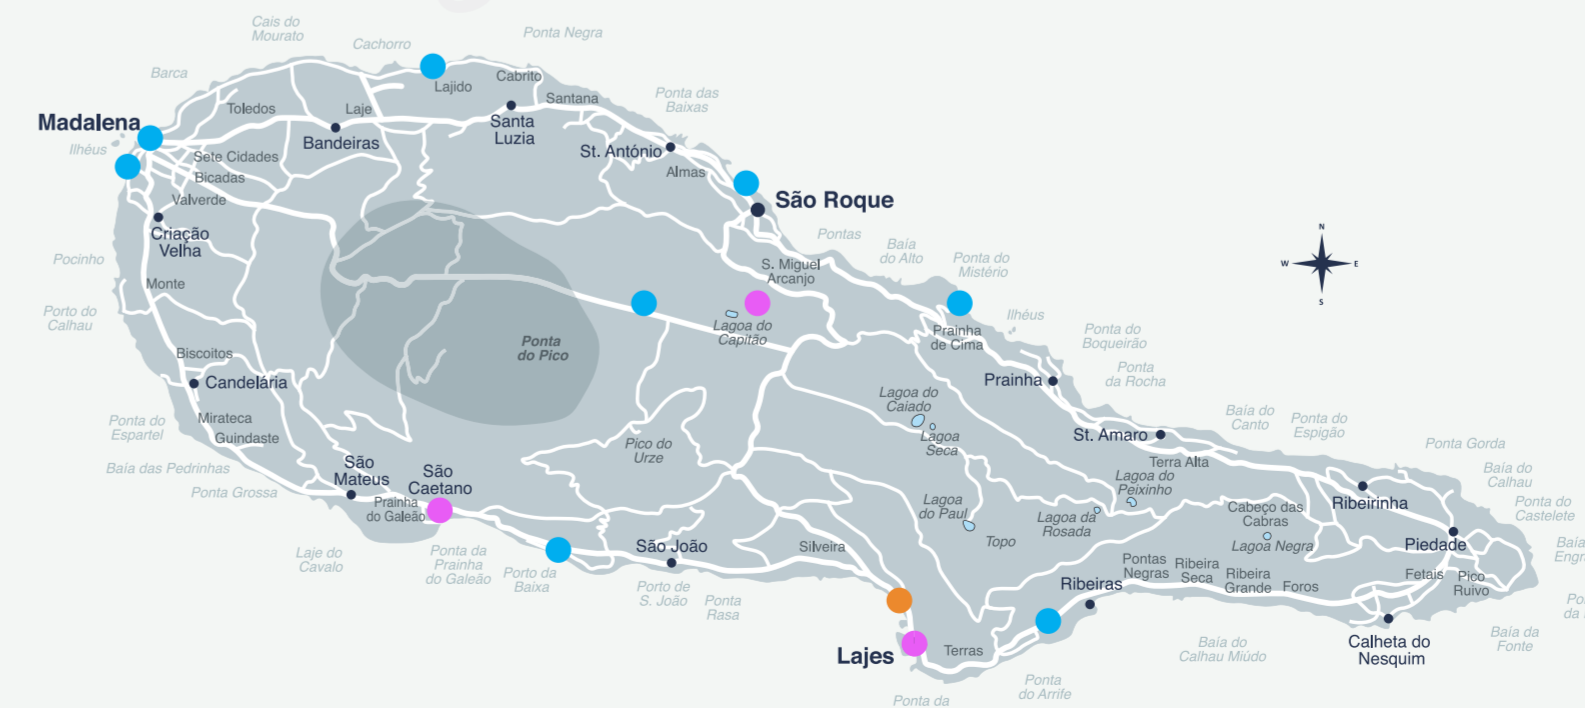 Cais do
Mourato
Cachorro
Ponta Negra
Barca
Lajido
Cabrito
Santana
Ponta das
Baixas
Toledos
Laje
Madalena
Bandeiras
Santa
Luzia
St. António
Ilhéus
Sete Cidades
Bicadas
Almas
Valverde
São Roque
Criação
Velha
Pontas
Baía
do Alto
Ponta do
Mistério
N
W
E
S
Pocinho
Monte
S. Miguel
Arcanjo
Porto do
Calhau
Lagoa do
Capitão
Ilhéus
Prainha
de Cima
Ponta do
Boqueirão
Ponta
do Pico
Biscoitos
Candelária
Prainha
Ponta
da Rocha
Lagoa do
Caiado
Lagoa
Seca
Mirateca
Guindaste
Ponta do
Espartel
Pico do
Urze
St. Amaro
Baía do
Canto
Ponta do
Espigão
Ponta Gorda
Baía das Pedrinhas
Ponta Grossa
São
Mateus
São
Caetano
Prainha
do Galeão
Terra Alta
Lagoa do
Peixinho
Baía do
Calhau
Ribeirinha
Ponta do
Castelete
Lagoa
do Paul
Lagoa da
Rosada
Topo
Cabeço das
Cabras
Lagoa Negra
Piedade
Baía
Engr
Laje do
Cavalo
Ponta da
Prainha
do Galeão
Porto da
Baixa
São João
Silveira
Porto de
S. João
Ponta
Rasa
Ribeiras
Pontas
Negras
Ribeira
Seca
Ribeira
Grande
Foros
Fetais
Pico
Ruivo
Po
da
Lajes
Terras
Baía do
Calhau Miúdo
Calheta do
Nesquim
Baía da
Fonte
Ponta
do Arrife
Ponta da